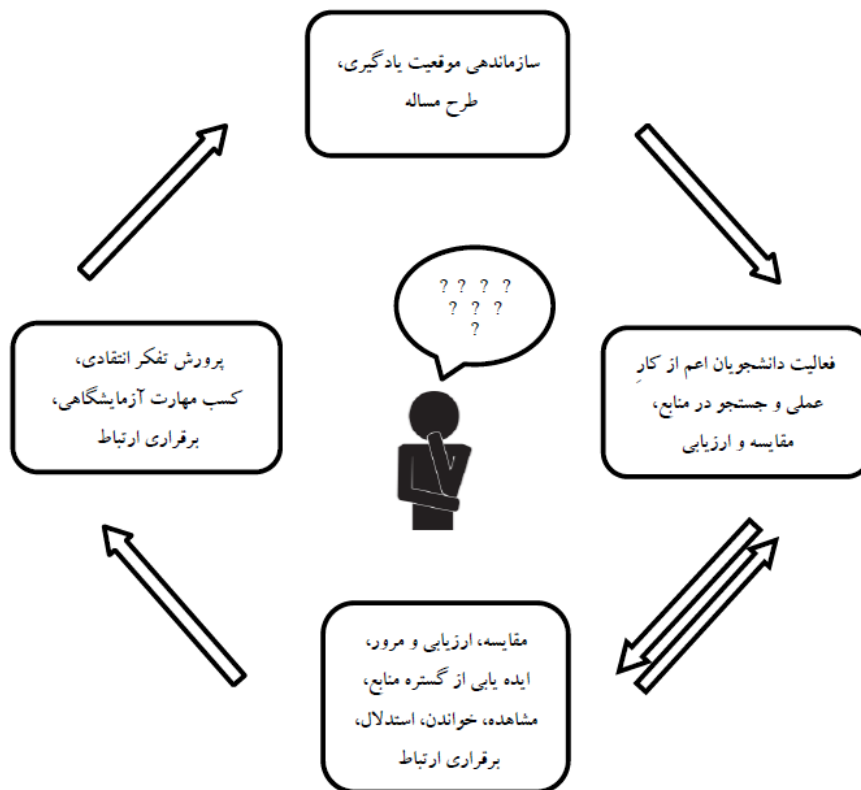 سازماندهی موقعیت یادگیری،
طرح مساله
? ? ? ?
? ? ?
?
فعالیت دانشجویان اعم از کارِ
عملی و جستجو در منابع،
مقایسه و ارزیابی
پرورش تفکر انتقادی،
کسب مهارت آزمایشگاهی،
برقراری ارتباط
مقایسه، ارزیابی و مرور،
ایده یابی از گستره منابع،
مشاهده، خواندن، استدلال،
برقراری ارتباط